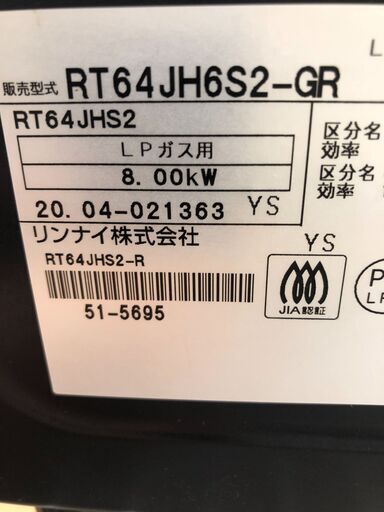 L
販売型式 RT64JH6S2-GR
RT64JHS2
区分名
効率
LPガス用
8.00kW
区分名
効率
20.04-021363 YS
リンナイ株式会社
YS
RT64JHS2-R
51-5695
JIA認証
P
LP